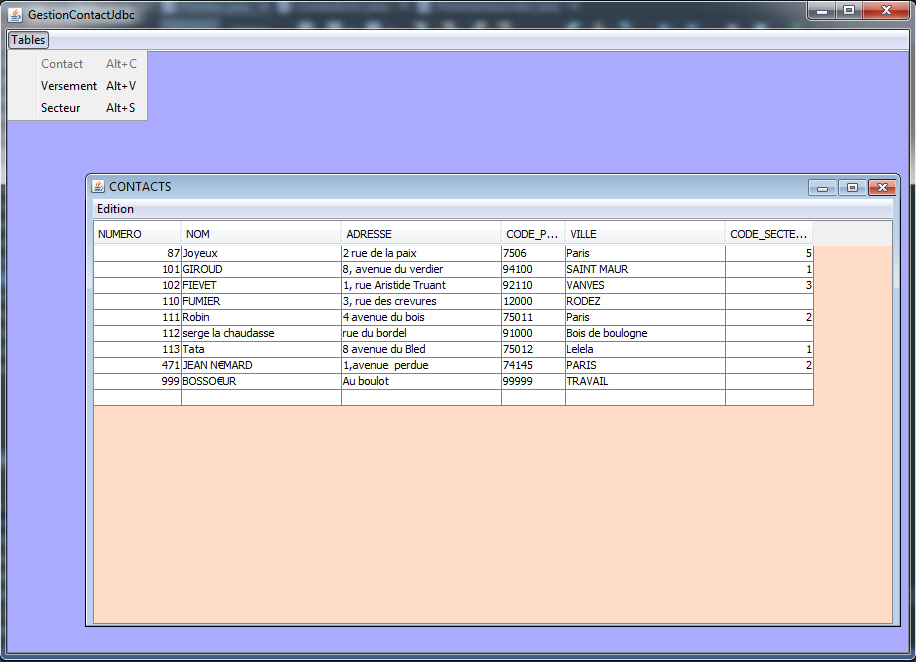 GestionContactJdbc
Tables
Contact Alt+C
Versement Alt+V
Secteur Alt+S
CONTACTS
Edition
NUMERO NOM ADRESSE CODE_P... VILLE CODE_SECTE...
87 Joyeux 2 rue de la paix 7506 Paris 5
101 GIROUD 8, avenue du verdier 94100 SAINT MAUR 1
102 FIEVET 1, rue Aristide Truant 92110 VANVES 3
110 FUMIER 3, rue des crevures 12000 RODEZ
111 Robin 4 avenue du bois 75011 Paris 2
112 serge la chaudasse rue du bordel 91000 Bois de boulogne
113 Tata 8 avenue du Bled 75012 Lelela 1
471 JEAN N€MARD 1,avenue perdue 74145 PARIS 2
999 BOSSO€UR Au boulot 99999 TRAVAIL